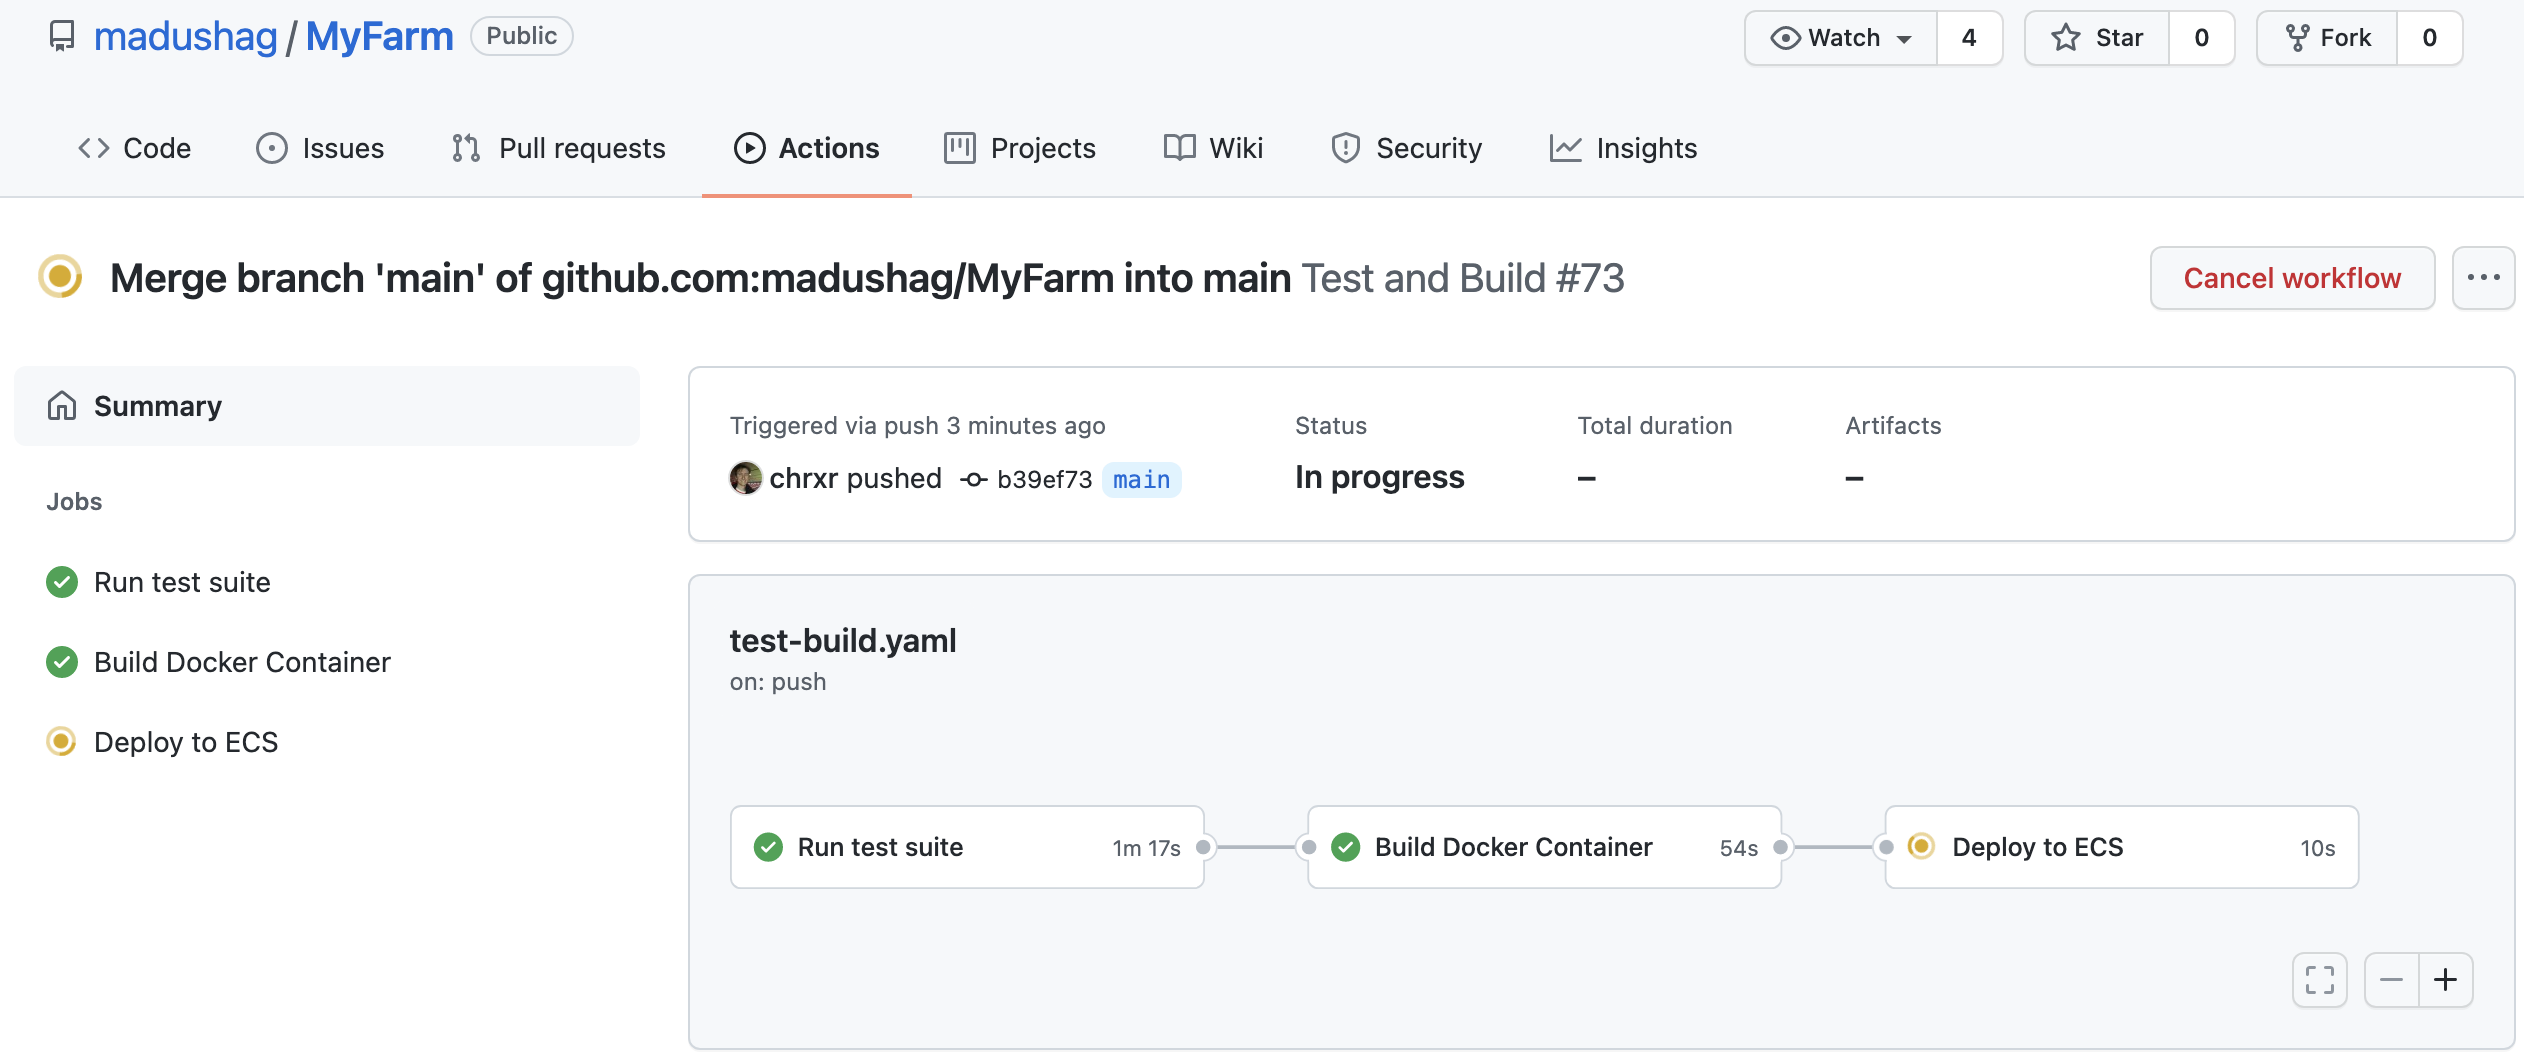 madushag / MyFarm Public
Watch 4 Star 0 Fork 0
Code Issues Pull requests Actions Projects Wiki Security Insights
Merge branch 'main' of github.com:madushag/MyFarm into main Test and Build #73
Cancel workflow ...
Summary
Jobs
Run test suite
Build Docker Container
Deploy to ECS
Triggered via push 3 minutes ago
chrxr pushed b39ef73 main
Status
In progress
Total duration
–
Artifacts
–
test-build.yaml
on: push
Run test suite 1m 17s
Build Docker Container 54s
Deploy to ECS 10s